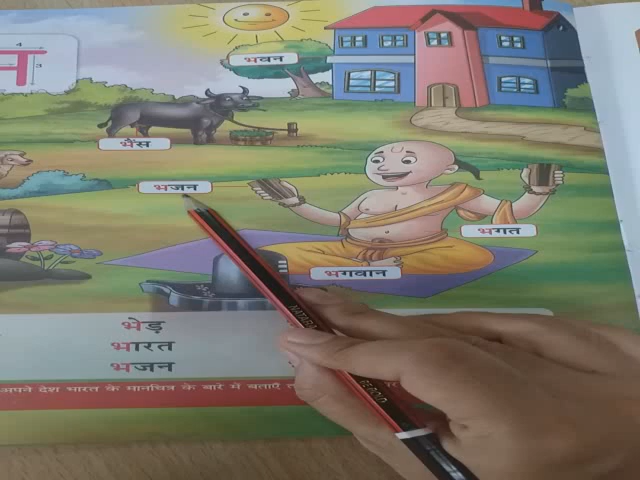 भवन
भैंस
भजन
भगत
भगवान
भेड़
भारत
भजन
अपने देश भारत के मानचित्र के बारे में बताएँ